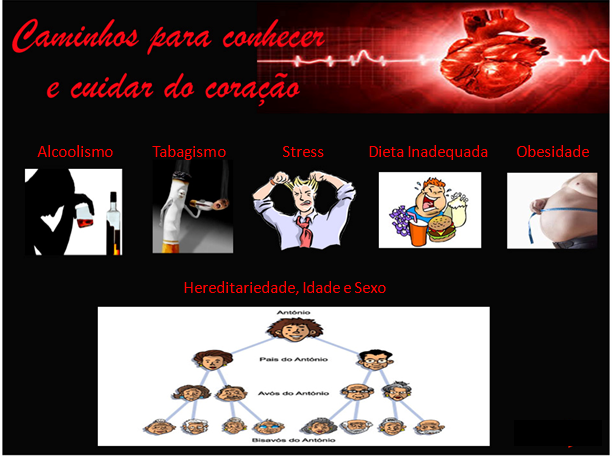 Caminhos para conhecer
e cuidar do coração
Alcoolismo Tabagismo Stress Dieta Inadequada Obesidade
Hereditariedade, Idade e Sexo
Antônio
Pais do Antônio
Avós do Antônio
Bisavós do Antônio